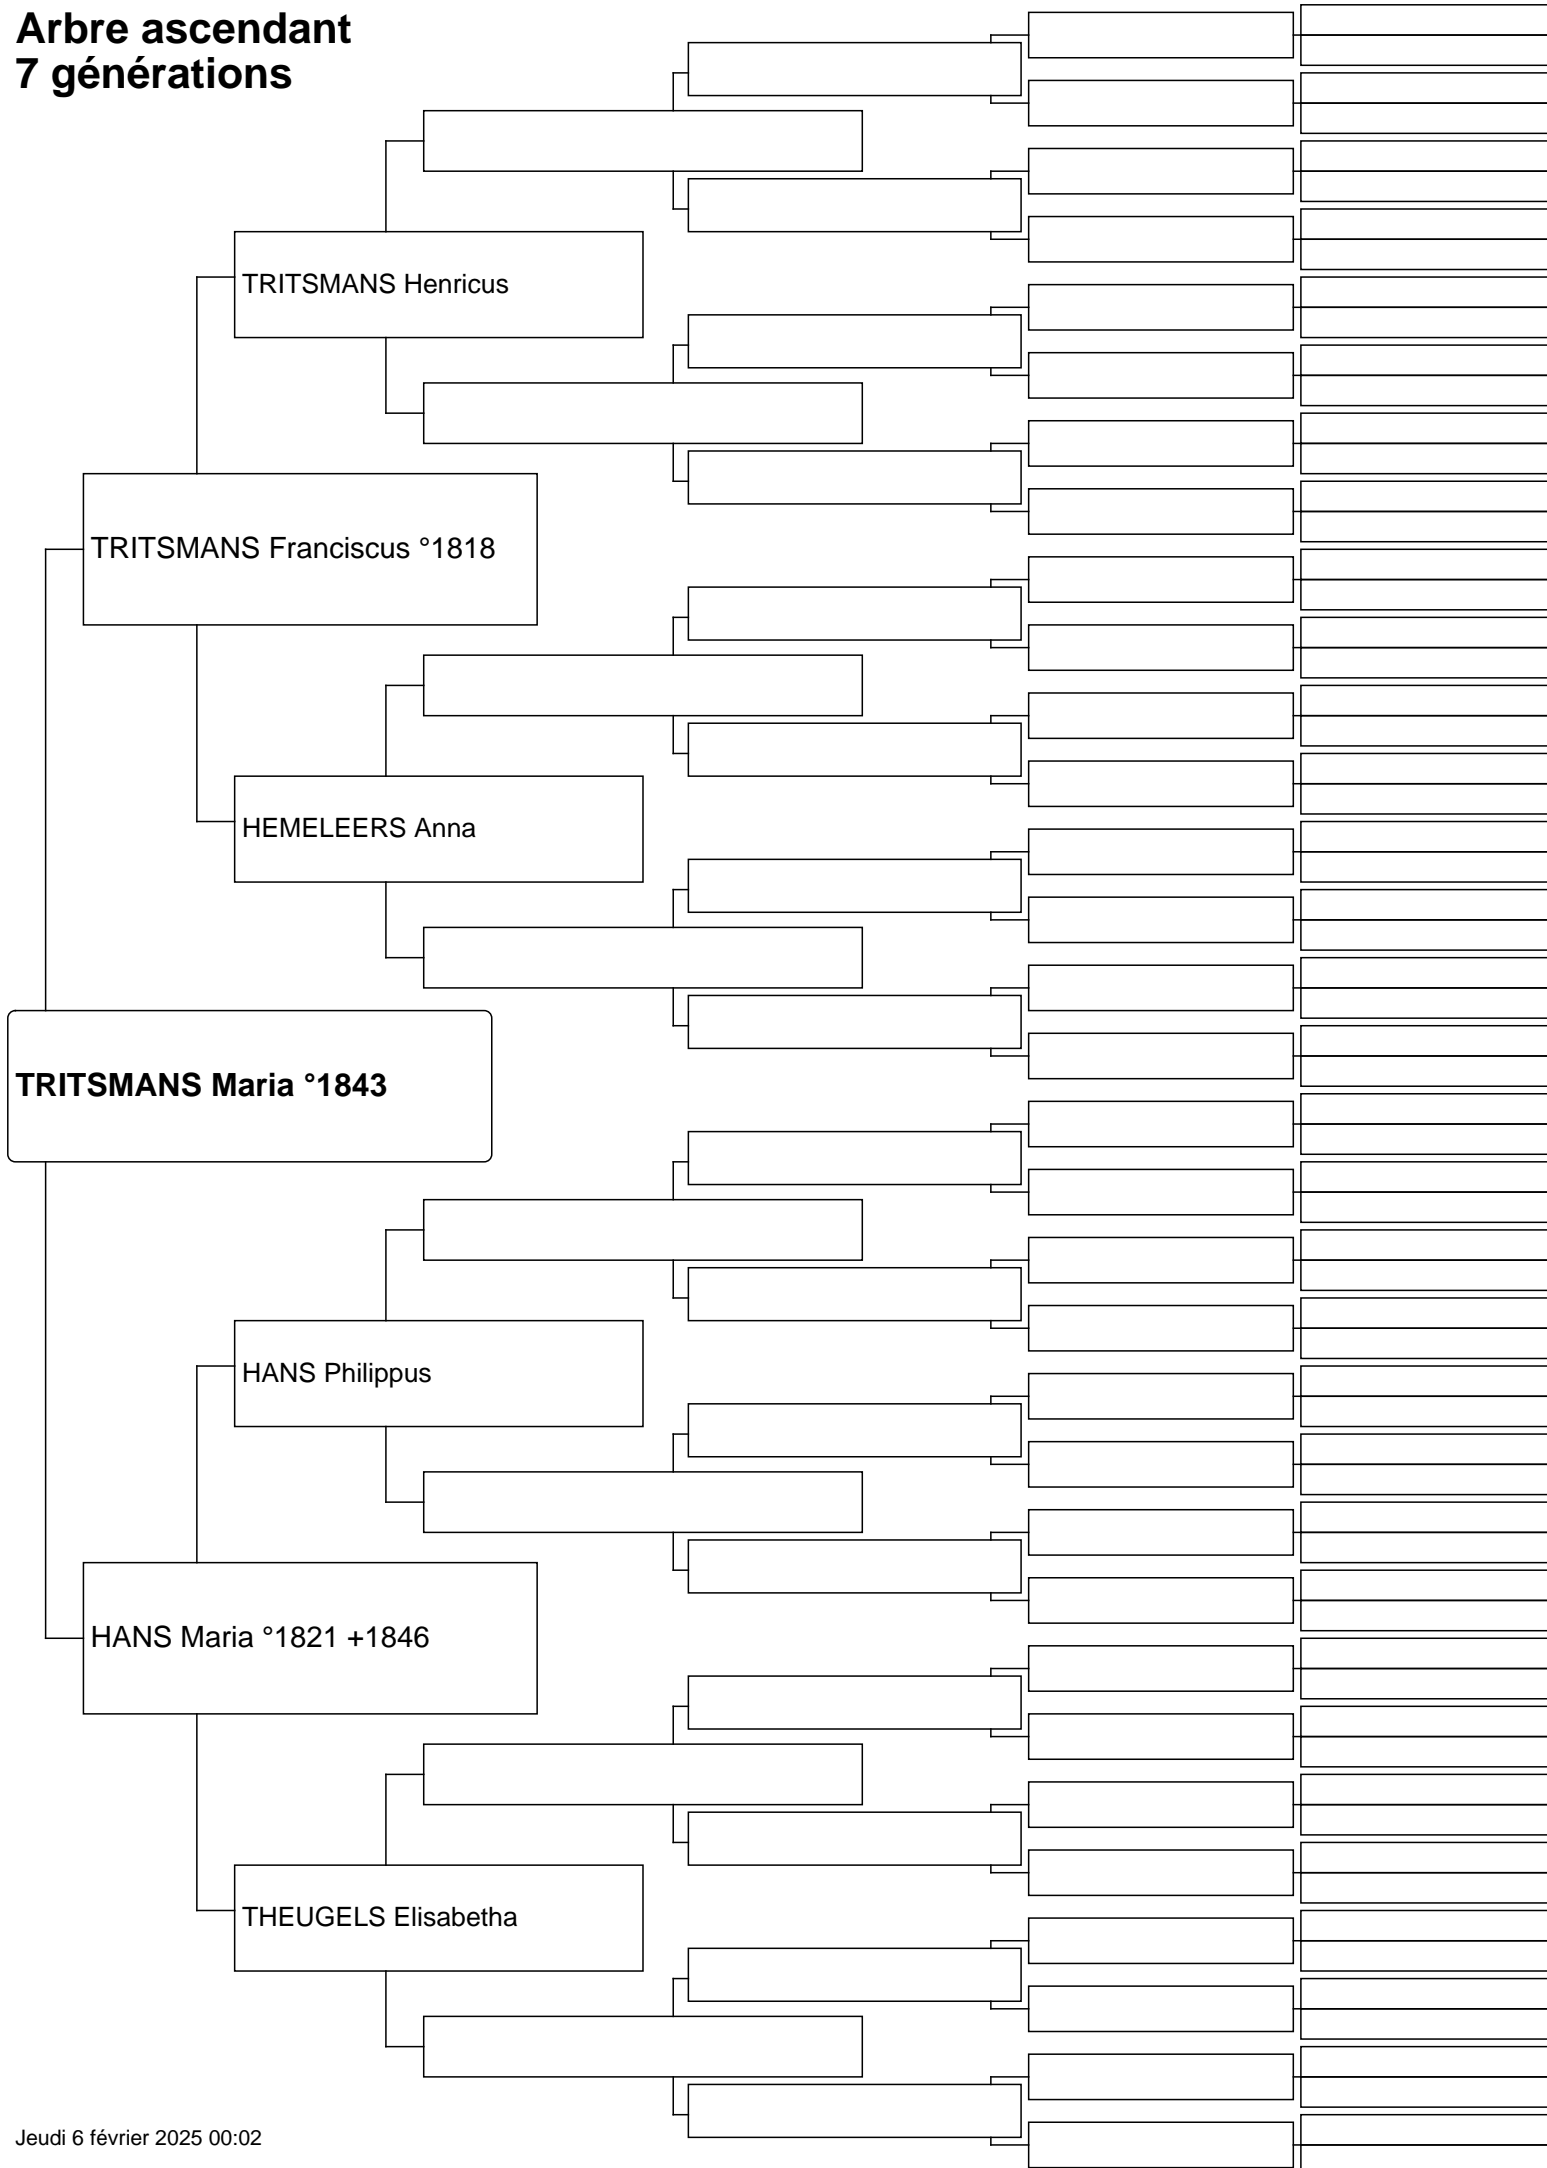 Arbre ascendant
7 générations
TRITSMANS Henricus
TRITSMANS Franciscus °1818
HEMELEERS Anna
TRITSMANS Maria °1843
HANS Philippus
HANS Maria °1821 +1846
THEUGELS Elisabetha
Jeudi 6 février 2025 00:02